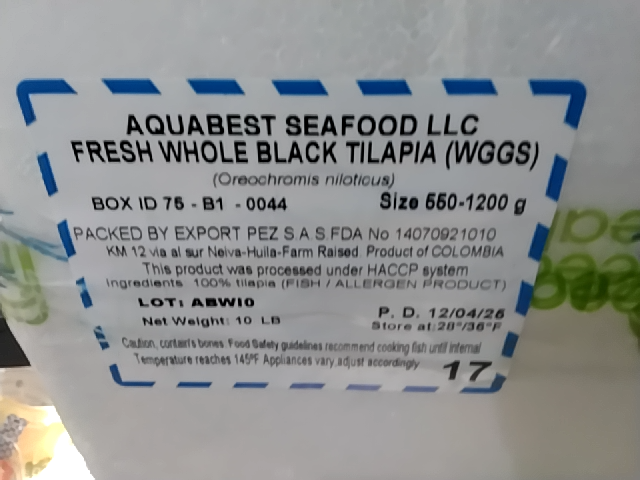 AQUABEST SEAFOOD LLC
FRESH WHOLE BLACK TILAPIA (WGGS)
(Oreochromis niloticus)
BOX ID 75 - B1 - 0044 Size 550-1200 g
PACKED BY EXPORT PEZ S.A.S.FDA No 14070921010
KM 12 via al sur Neiva-Huila-Farm Raised. Product of COLOMBIA
This product was processed under HACCP system
Ingredients 100% tilapia (FISH / ALLERGEN PRODUCT)
LOT: ABWI0
P. D. 12/04/25
Net Weight: 10 LB
Store at:28°/36°F
Caution, contain's bones. Food Safety guidelines recommend cooking fish until internal
Temperature reaches 145ºF Appliances vary,adjust accordingly
17